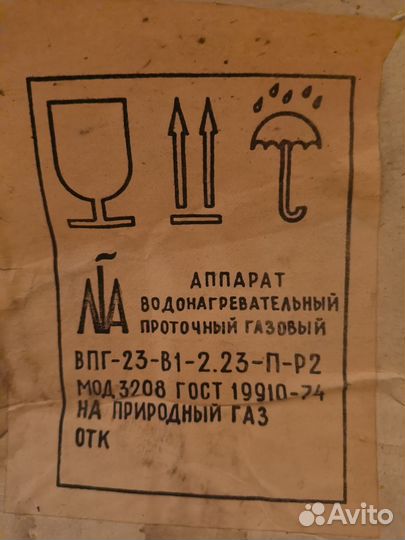 АППАРАТ
ВОДОНАГРЕВАТЕЛЬНЫЙ
ПРОТОЧНЫЙ ГАЗОВЫЙ
ВПГ-23-В1-2.23-П-Р2
МОД 3208 ГОСТ 19910-74
НА ПРИРОДНЫЙ ГАЗ
ОТК
Avito